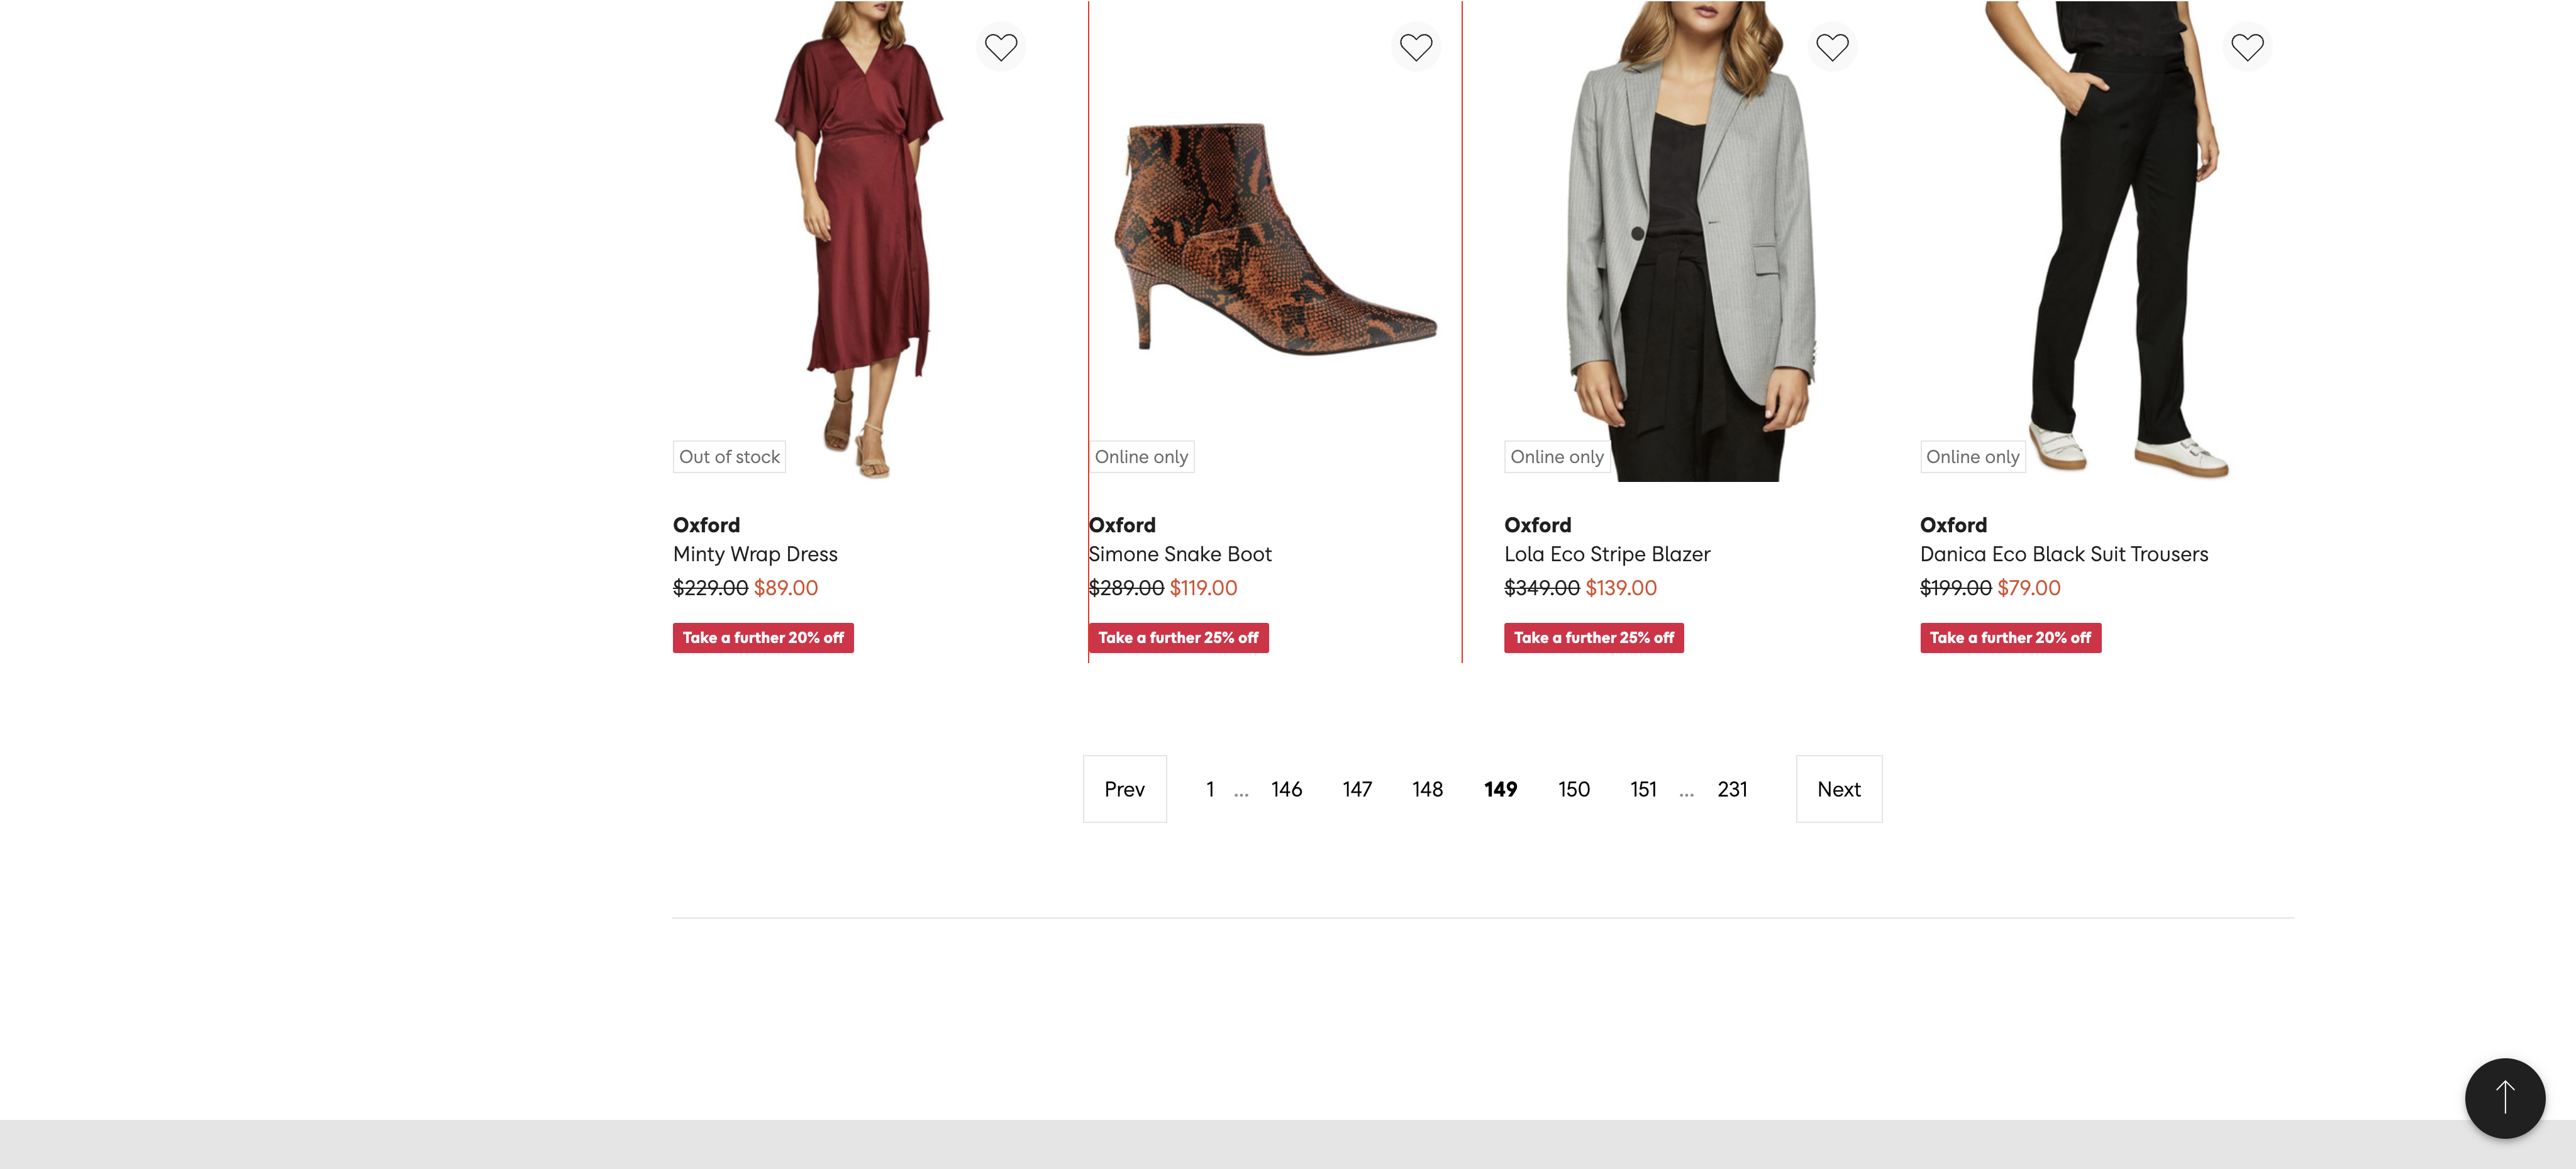 Out of stock
Online only
Online only
Online only
Oxford
Minty Wrap Dress
$229.00 $89.00
Take a further 20% off
Oxford
Simone Snake Boot
$289.00 $119.00
Take a further 25% off
Oxford
Lola Eco Stripe Blazer
$349.00 $139.00
Take a further 25% off
Oxford
Danica Eco Black Suit Trousers
$199.00 $79.00
Take a further 20% off
Prev 1 ... 146 147 148 149 150 151 ... 231 Next